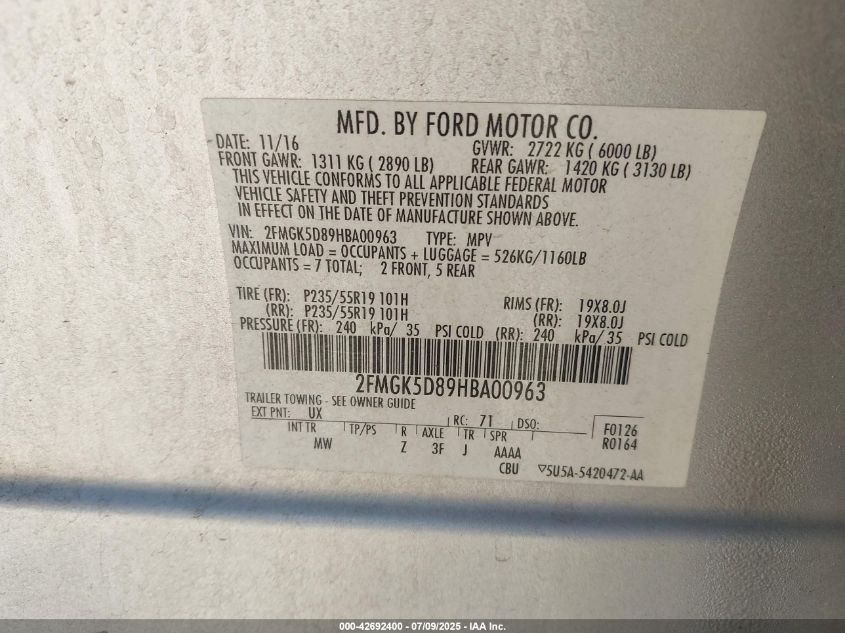 MFD. BY FORD MOTOR CO.
DATE: 11/16 GVWR: 2722 KG ( 6000 LB)
FRONT GAWR: 1311 KG ( 2890 LB) REAR GAWR: 1420 KG ( 3130 LB)
THIS VEHICLE CONFORMS TO ALL APPLICABLE FEDERAL MOTOR
VEHICLE SAFETY AND THEFT PREVENTION STANDARDS
IN EFFECT ON THE DATE OF MANUFACTURE SHOWN ABOVE.
VIN: 2FMGK5D89HBA00963 TYPE: MPV
MAXIMUM LOAD = OCCUPANTS + LUGGAGE = 526KG/1160LB
OCCUPANTS = 7 TOTAL; 2 FRONT, 5 REAR
TIRE (FR): P235/55R19 101H RIMS (FR): 19X8.0J
(RR): P235/55R19 101H (RR): 19X8.0J
PRESSURE (FR): 240 kPa/ 35 PSI COLD (RR): 240 kPa/ 35 PSI COLD
2FMGK5D89HBA00963
TRAILER TOWING - SEE OWNER GUIDE
EXT PNT: UX RC: 71 DSO: F0126
INT TR TP/PS R AXLE TR SPR R0164
MW Z 3F J AAAA
CBU ▽5U5A-5420472-AA
000-42692400 - 07/09/2025 - IAA Inc.